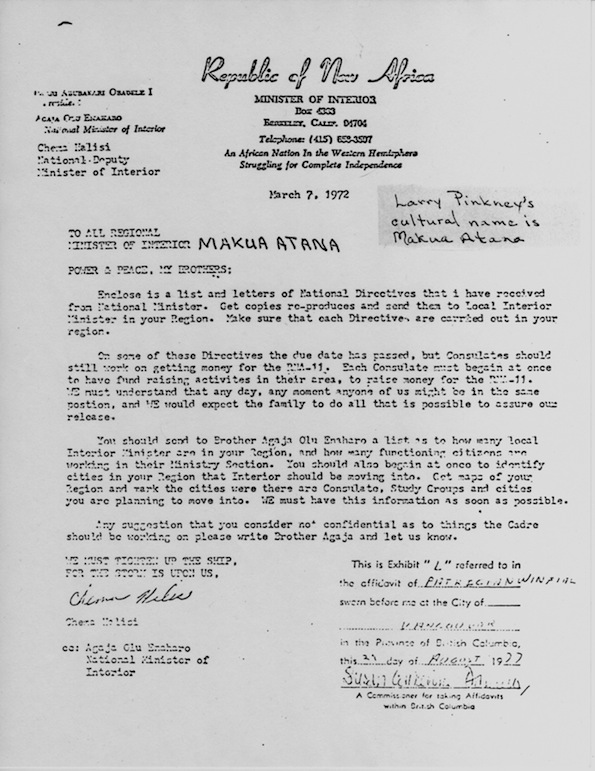 Republic of New Africa
MINISTER OF INTERIOR
Box 4333
BERKELEY, CALIF. 94704
Telephone: (415) 653-3597
An African Nation In the Western Hemisphere
Struggling for Complete Independence
OBADELE I
AGAJA OLU ENAHARO
National Minister of Interior
Chema Halisi
National-Deputy
Minister of Interior
March 7, 1972
Larry Pinkney's
cultural name is
Makua Atana
TO ALL REGIONAL
MINISTER OF INTERIOR MAKUA ATANA
POWER & PEACE, MY BROTHERS:
Enclose is a list and letters of National Directives that i have received
from National Minister. Get copies re-produces and send them to Local Interior
Minister in your Region. Make sure that each Directives are carried out in your
region.
On some of these Directives the due date has passed, but Consulates should
still work on getting money for the RNA-11. Each Consulate must begain at once
to have fund raising activites in their area, to raise money for the RNA-11.
WE must understand that any day, any moment anyone of us might be in the same
postion, and WE would expect the family to do all that is possible to assure our
release.
You should send to Brother Agaja Olu Enaharo a list as to how many local
Interior Minister are in your Region, and how many functioning citizens are
working in their Ministry Section. You should also begain at once to identify
cities in your Region that Interior should be moving into. Get maps of your
Region and mark the cities were there are Consulate, Study Groups and cities
you are planning to move into. WE must have this information as soon as possible.
Any suggestion that you consider not confidential as to things the Cadre
should be working on please write Brother Agaja and let us know.
WE MUST TIGHTEN UP THE SHIP,
FOR THE STORM IS UPON US,
Chema Halisi
Chema Halisi
cc: Agaja Olu Enaharo
National Minister of
Interior
This is Exhibit "L" referred to in
the affidavit of
sworn before me at the City of
VANCOUVER
in the Province of British Columbia,
this day of August 1977
Susan
A Commissioner for taking Affidavits
within British Columbia